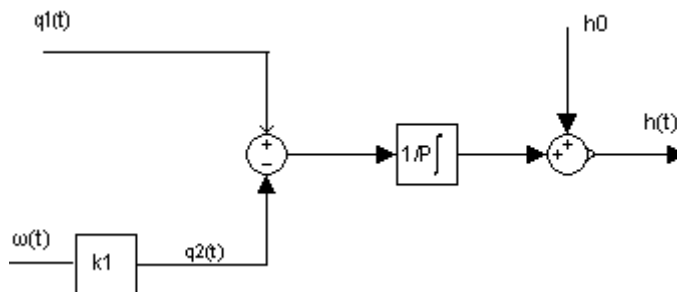 q1(t)
h0
+
−
1/P∫
+
+
h(t)
ω(t)
k1
q2(t)